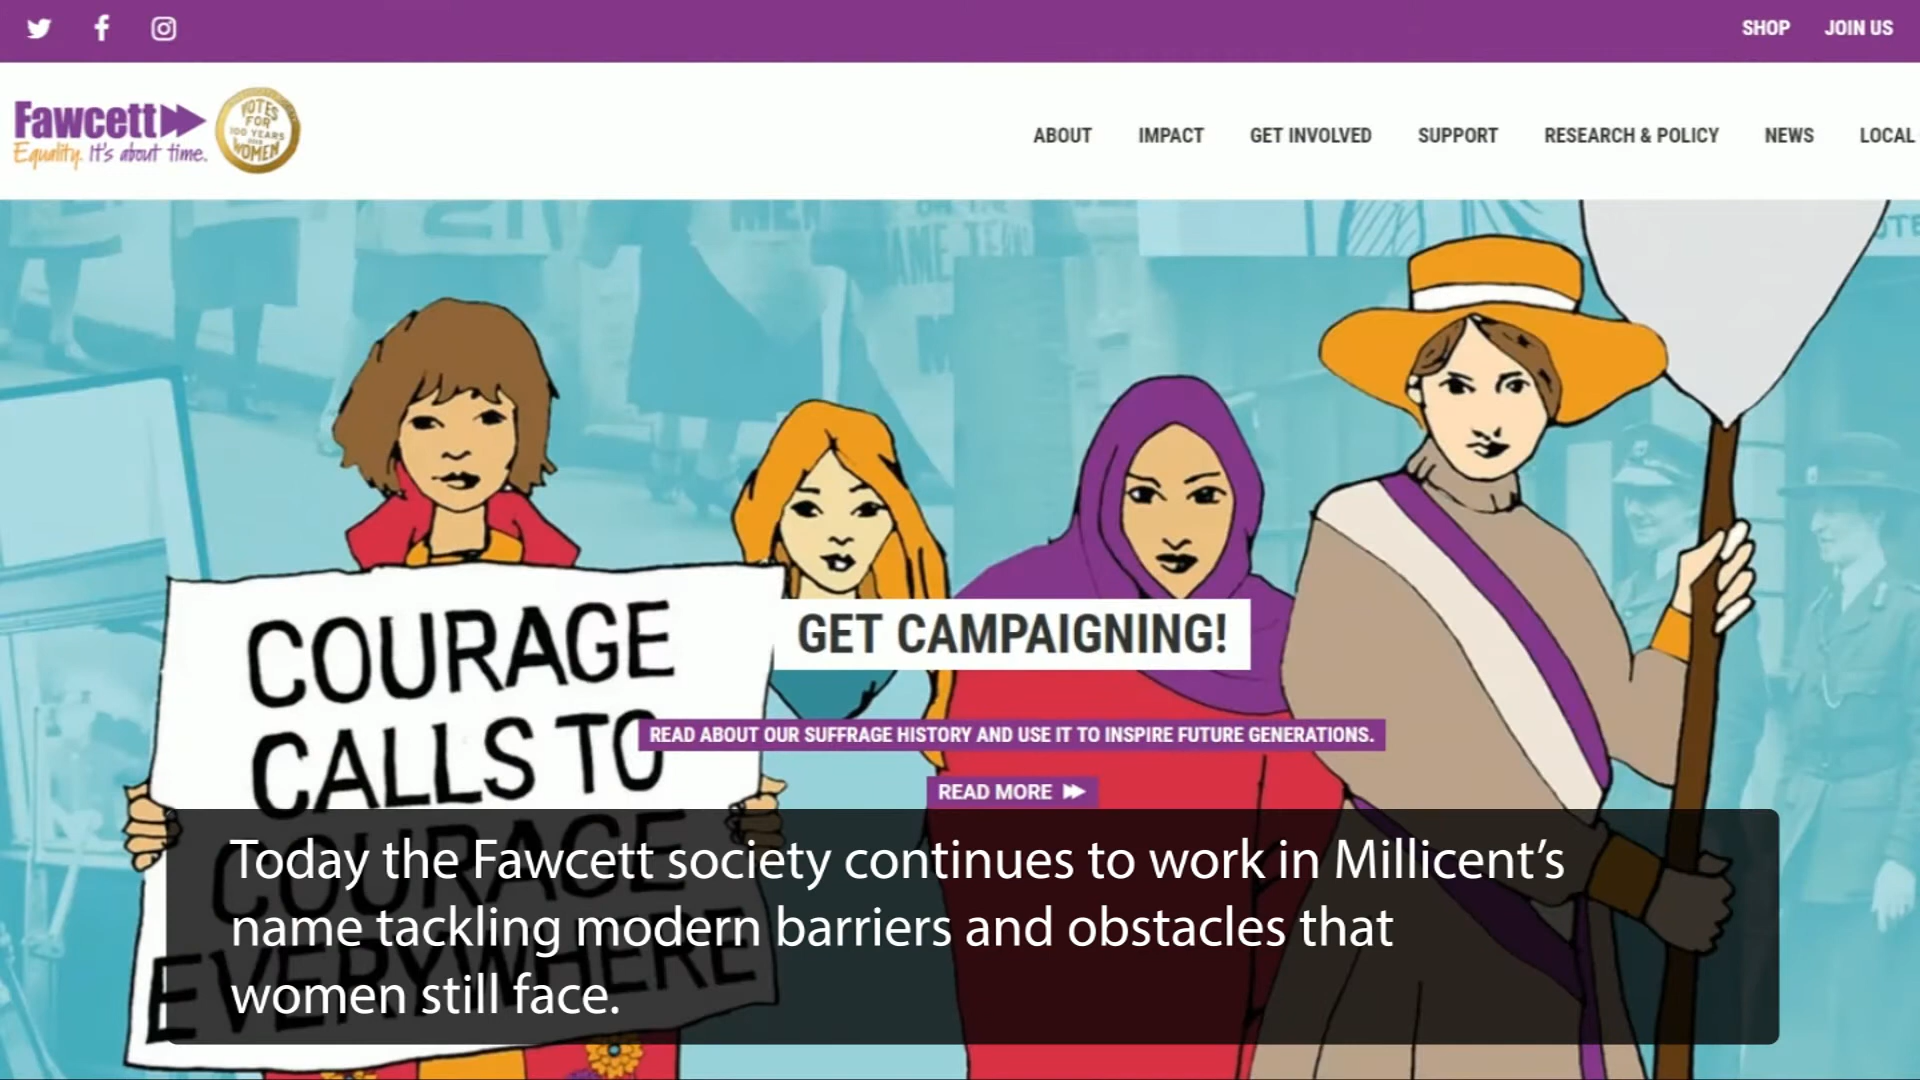 SHOP JOIN US
Fawcett
Equality. It's about time.
VOTES
FOR
100 YEARS
WOMEN
ABOUT IMPACT GET INVOLVED SUPPORT RESEARCH & POLICY NEWS LOCAL
COURAGE
CALLS TO
COURAGE
EVERYWHERE
GET CAMPAIGNING!
READ ABOUT OUR SUFFRAGE HISTORY AND USE IT TO INSPIRE FUTURE GENERATIONS.
READ MORE
Today the Fawcett society continues to work in Millicent’s
name tackling modern barriers and obstacles that
women still face.